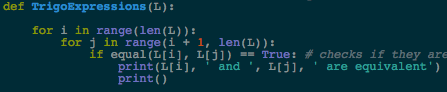 def TrigoExpressions(L):
for i in range(len(L)):
for j in range(i + 1, len(L)):
if equal(L[i], L[j]) == True: # checks if they are
print(L[i], ' and ', L[j], ' are equivalent')
print()